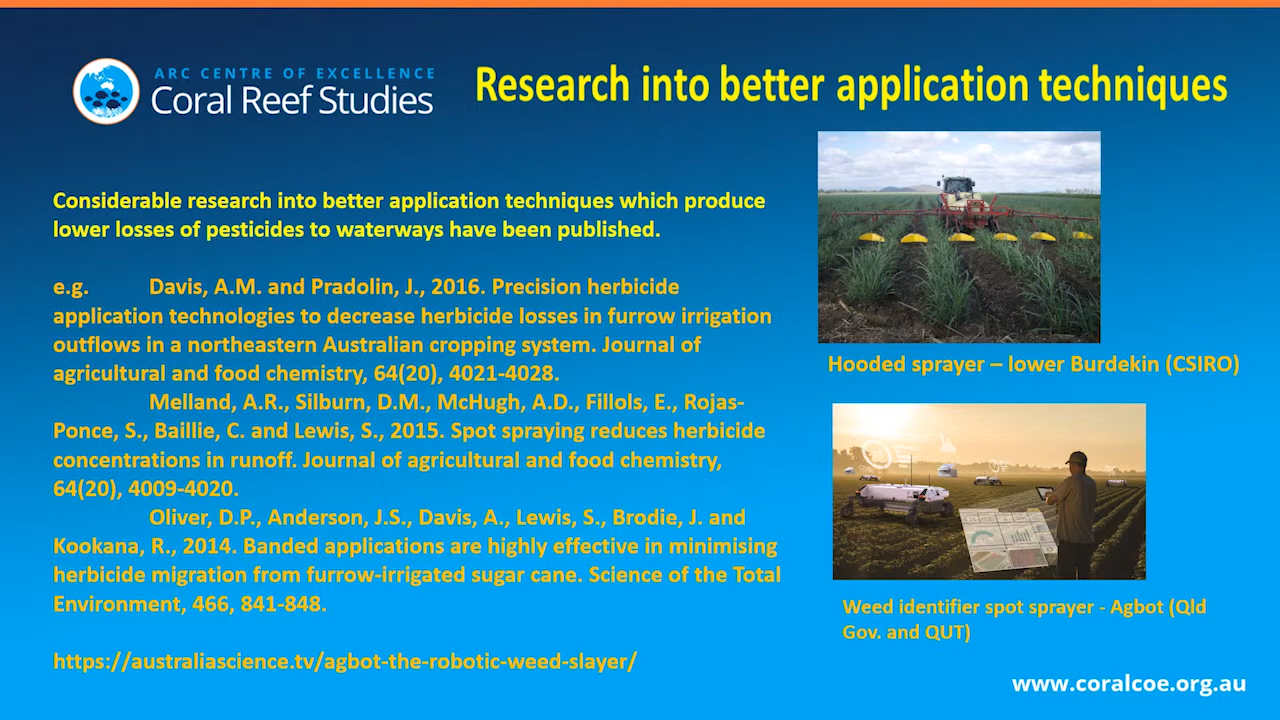 ARC CENTRE OF EXCELLENCE
Coral Reef Studies
Research into better application techniques
Considerable research into better application techniques which produce
lower losses of pesticides to waterways have been published.
e.g. Davis, A.M. and Pradolin, J., 2016. Precision herbicide
application technologies to decrease herbicide losses in furrow irrigation
outflows in a northeastern Australian cropping system. Journal of
agricultural and food chemistry, 64(20), 4021-4028.
Melland, A.R., Silburn, D.M., McHugh, A.D., Fillols, E., Rojas-
Ponce, S., Baillie, C. and Lewis, S., 2015. Spot spraying reduces herbicide
concentrations in runoff. Journal of agricultural and food chemistry,
64(20), 4009-4020.
Oliver, D.P., Anderson, J.S., Davis, A., Lewis, S., Brodie, J. and
Kookana, R., 2014. Banded applications are highly effective in minimising
herbicide migration from furrow-irrigated sugar cane. Science of the Total
Environment, 466, 841-848.
https://australiascience.tv/agbot-the-robotic-weed-slayer/
Hooded sprayer – lower Burdekin (CSIRO)
Weed identifier spot sprayer - Agbot (Qld
Gov. and QUT)
www.coralcoe.org.au